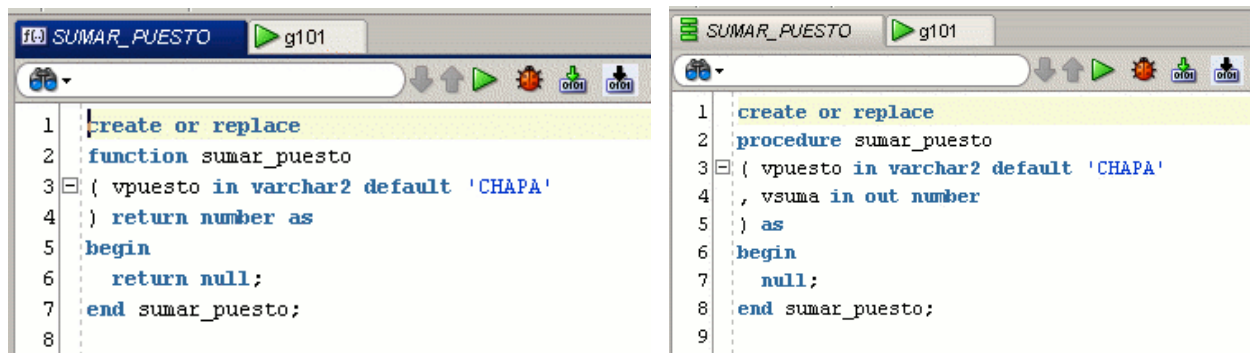 f(.) SUMAR_PUESTO g101
1 create or replace
2 function sumar_puesto
3 ( vpuesto in varchar2 default 'CHAPA'
4 ) return number as
5 begin
6 return null;
7 end sumar_puesto;
8
SUMAR_PUESTO g101
1 create or replace
2 procedure sumar_puesto
3 ( vpuesto in varchar2 default 'CHAPA'
4 , vsuma in out number
5 ) as
6 begin
7 null;
8 end sumar_puesto;
9